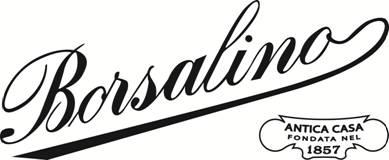 Borsalino
ANTICA CASA
FONDATA NEL
1857